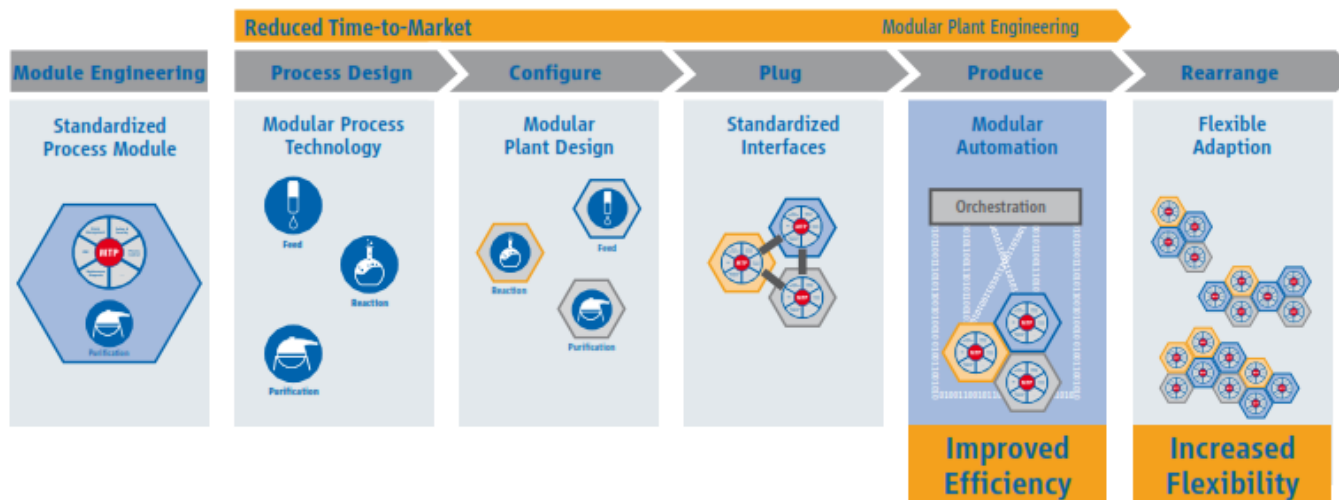 Reduced Time-to-Market
Modular Plant Engineering
Module Engineering
Process Design
Configure
Plug
Produce
Rearrange
Standardized
Process Module
MTP
Purification
Modular Process
Technology
Feed
Reaction
Purification
Modular
Plant Design
Feed
Reaction
Purification
Standardized
Interfaces
MTP
MTP
MTP
Modular
Automation
Orchestration
MTP
MTP
MTP
Improved
Efficiency
Flexible
Adaption
Increased
Flexibility